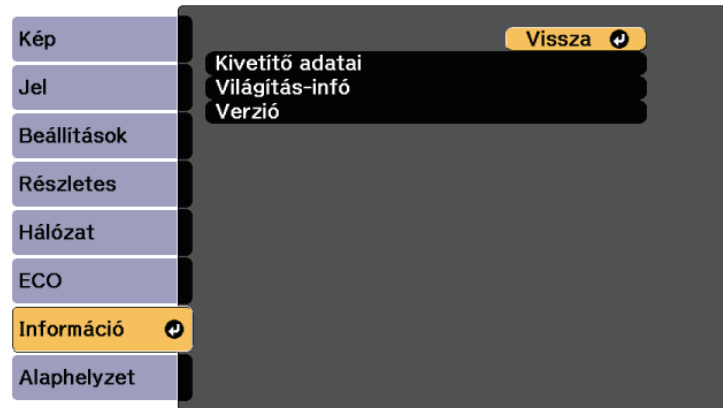 Kép
Jel
Beállítások
Részletes
Hálózat
ECO
Információ
Alaphelyzet
Vissza
Kivetítő adatai
Világítás-infó
Verzió